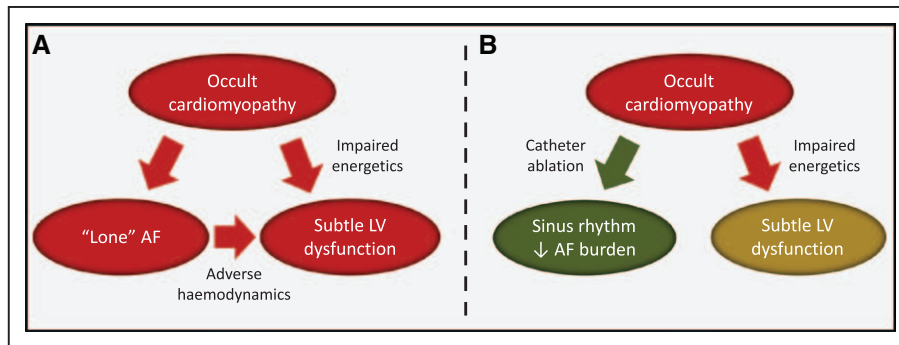 A
Occult
cardiomyopathy
Impaired
energetics
“Lone” AF
Subtle LV
dysfunction
Adverse
haemodynamics
B
Occult
cardiomyopathy
Catheter
ablation
Impaired
energetics
Sinus rhythm
↓ AF burden
Subtle LV
dysfunction